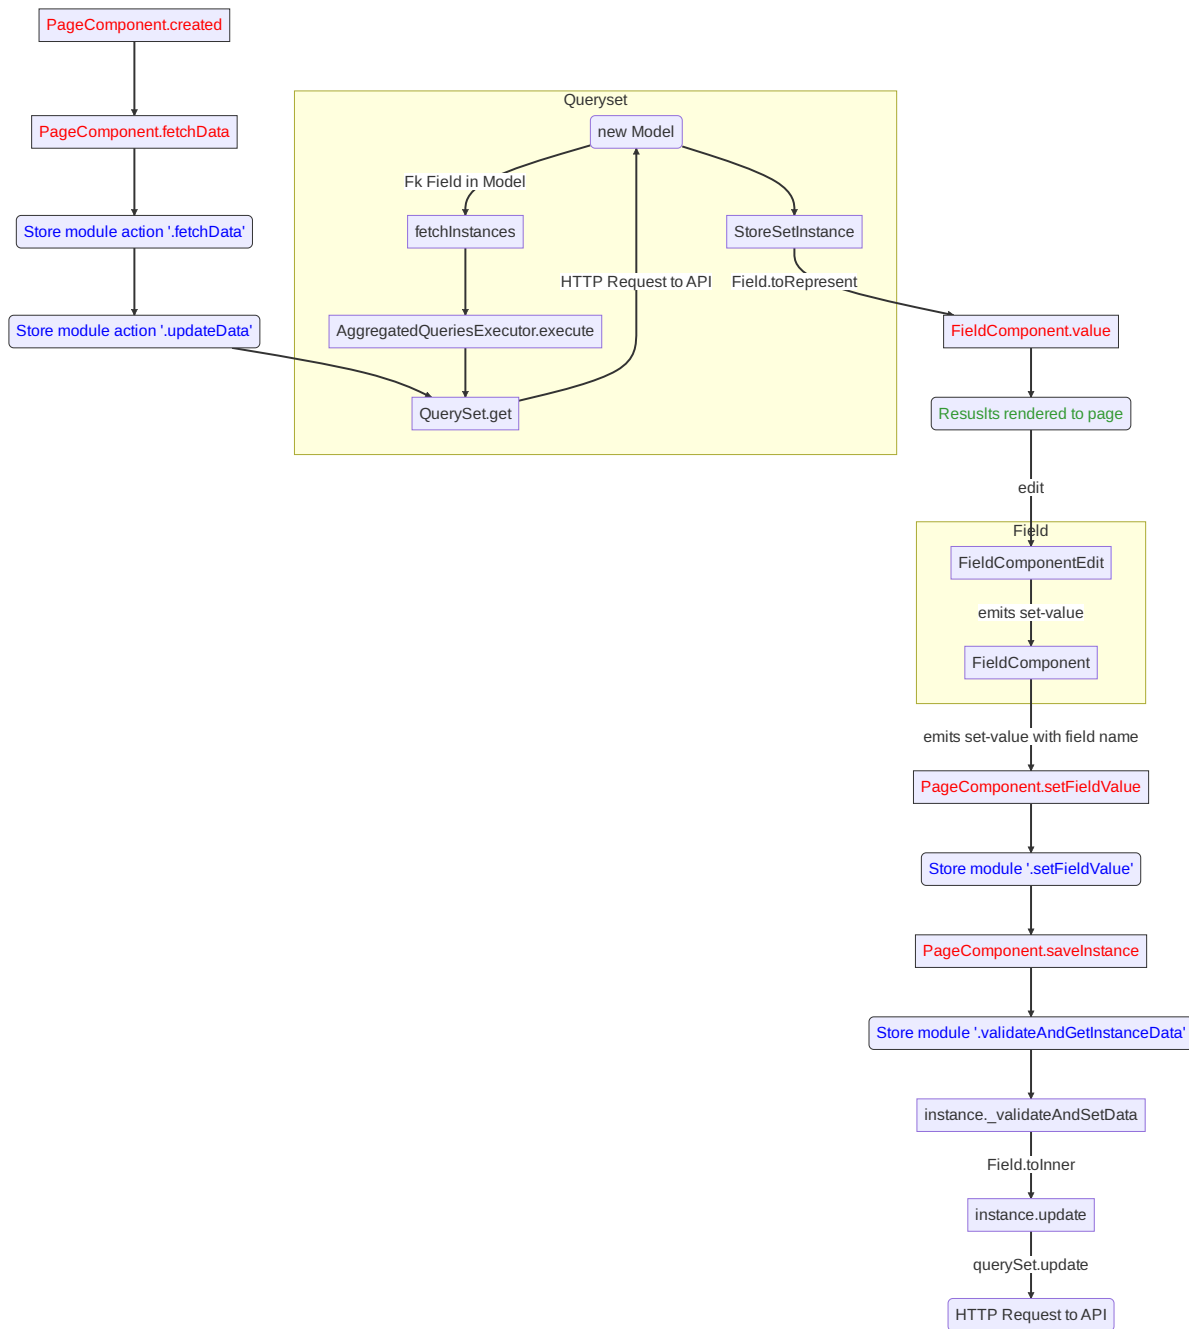 PageComponent.created
PageComponent.fetchData
Store module action '.fetchData'
Store module action '.updateData'
Queryset
new Model
Fk Field in Model
fetchInstances
StoreSetInstance
HTTP Request to API
Field.toRepresent
AggregatedQueriesExecutor.execute
QuerySet.get
FieldComponent.value
Resuslts rendered to page
edit
Field
FieldComponentEdit
emits set-value
FieldComponent
emits set-value with field name
PageComponent.setFieldValue
Store module '.setFieldValue'
PageComponent.saveInstance
Store module '.validateAndGetInstanceData'
instance._validateAndSetData
Field.toInner
instance.update
querySet.update
HTTP Request to API